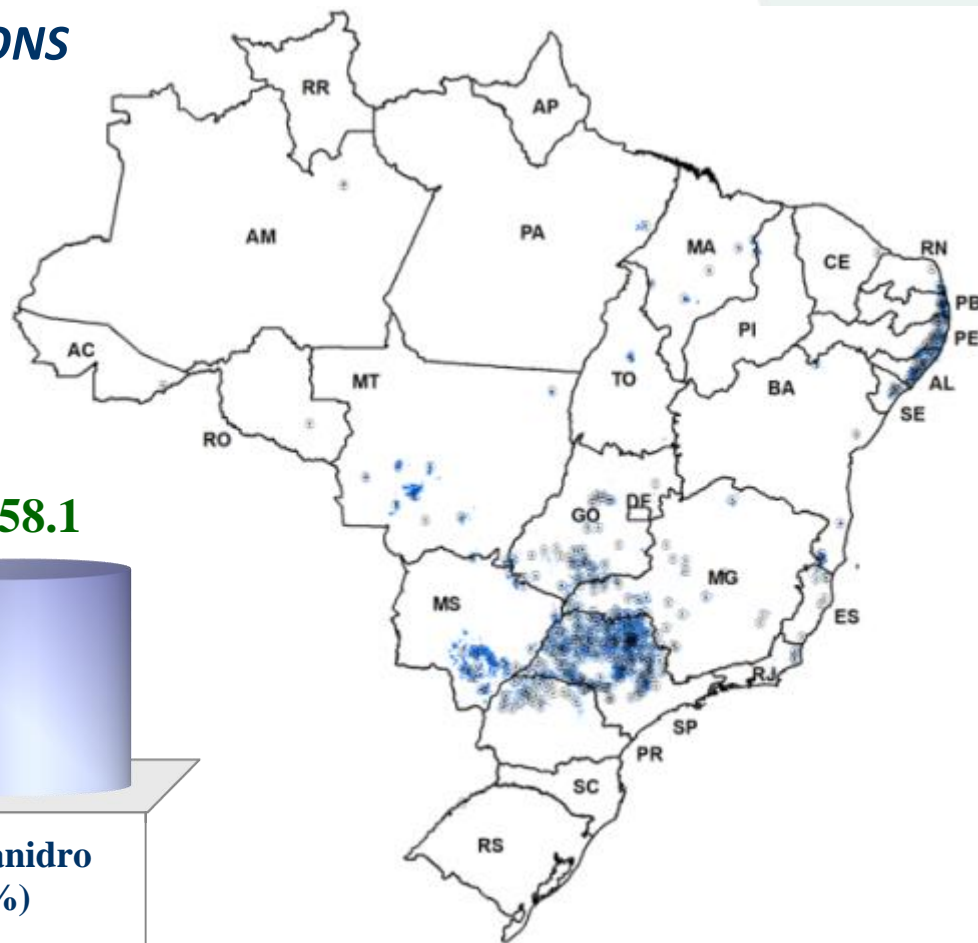 ONS
RR
AP
AM
PA
MA
CE
RN
PB
PI
PE
AC
MT
TO
BA
AL
SE
RO
58.1
GO
DF
MG
MS
ES
RJ
SP
PR
SC
RS
anidro
%)